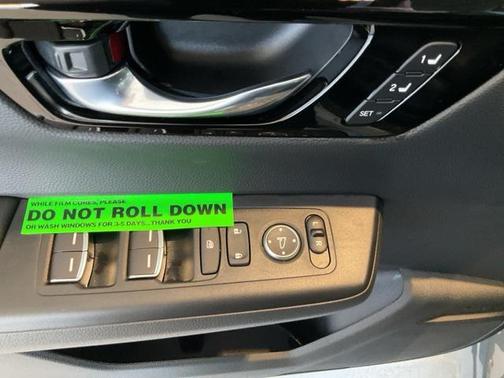 1
2
SET
WHILE FILM CURES, PLEASE
DO NOT ROLL DOWN
OR WASH WINDOWS FOR 3-5 DAYS...THANK YOU
L
R